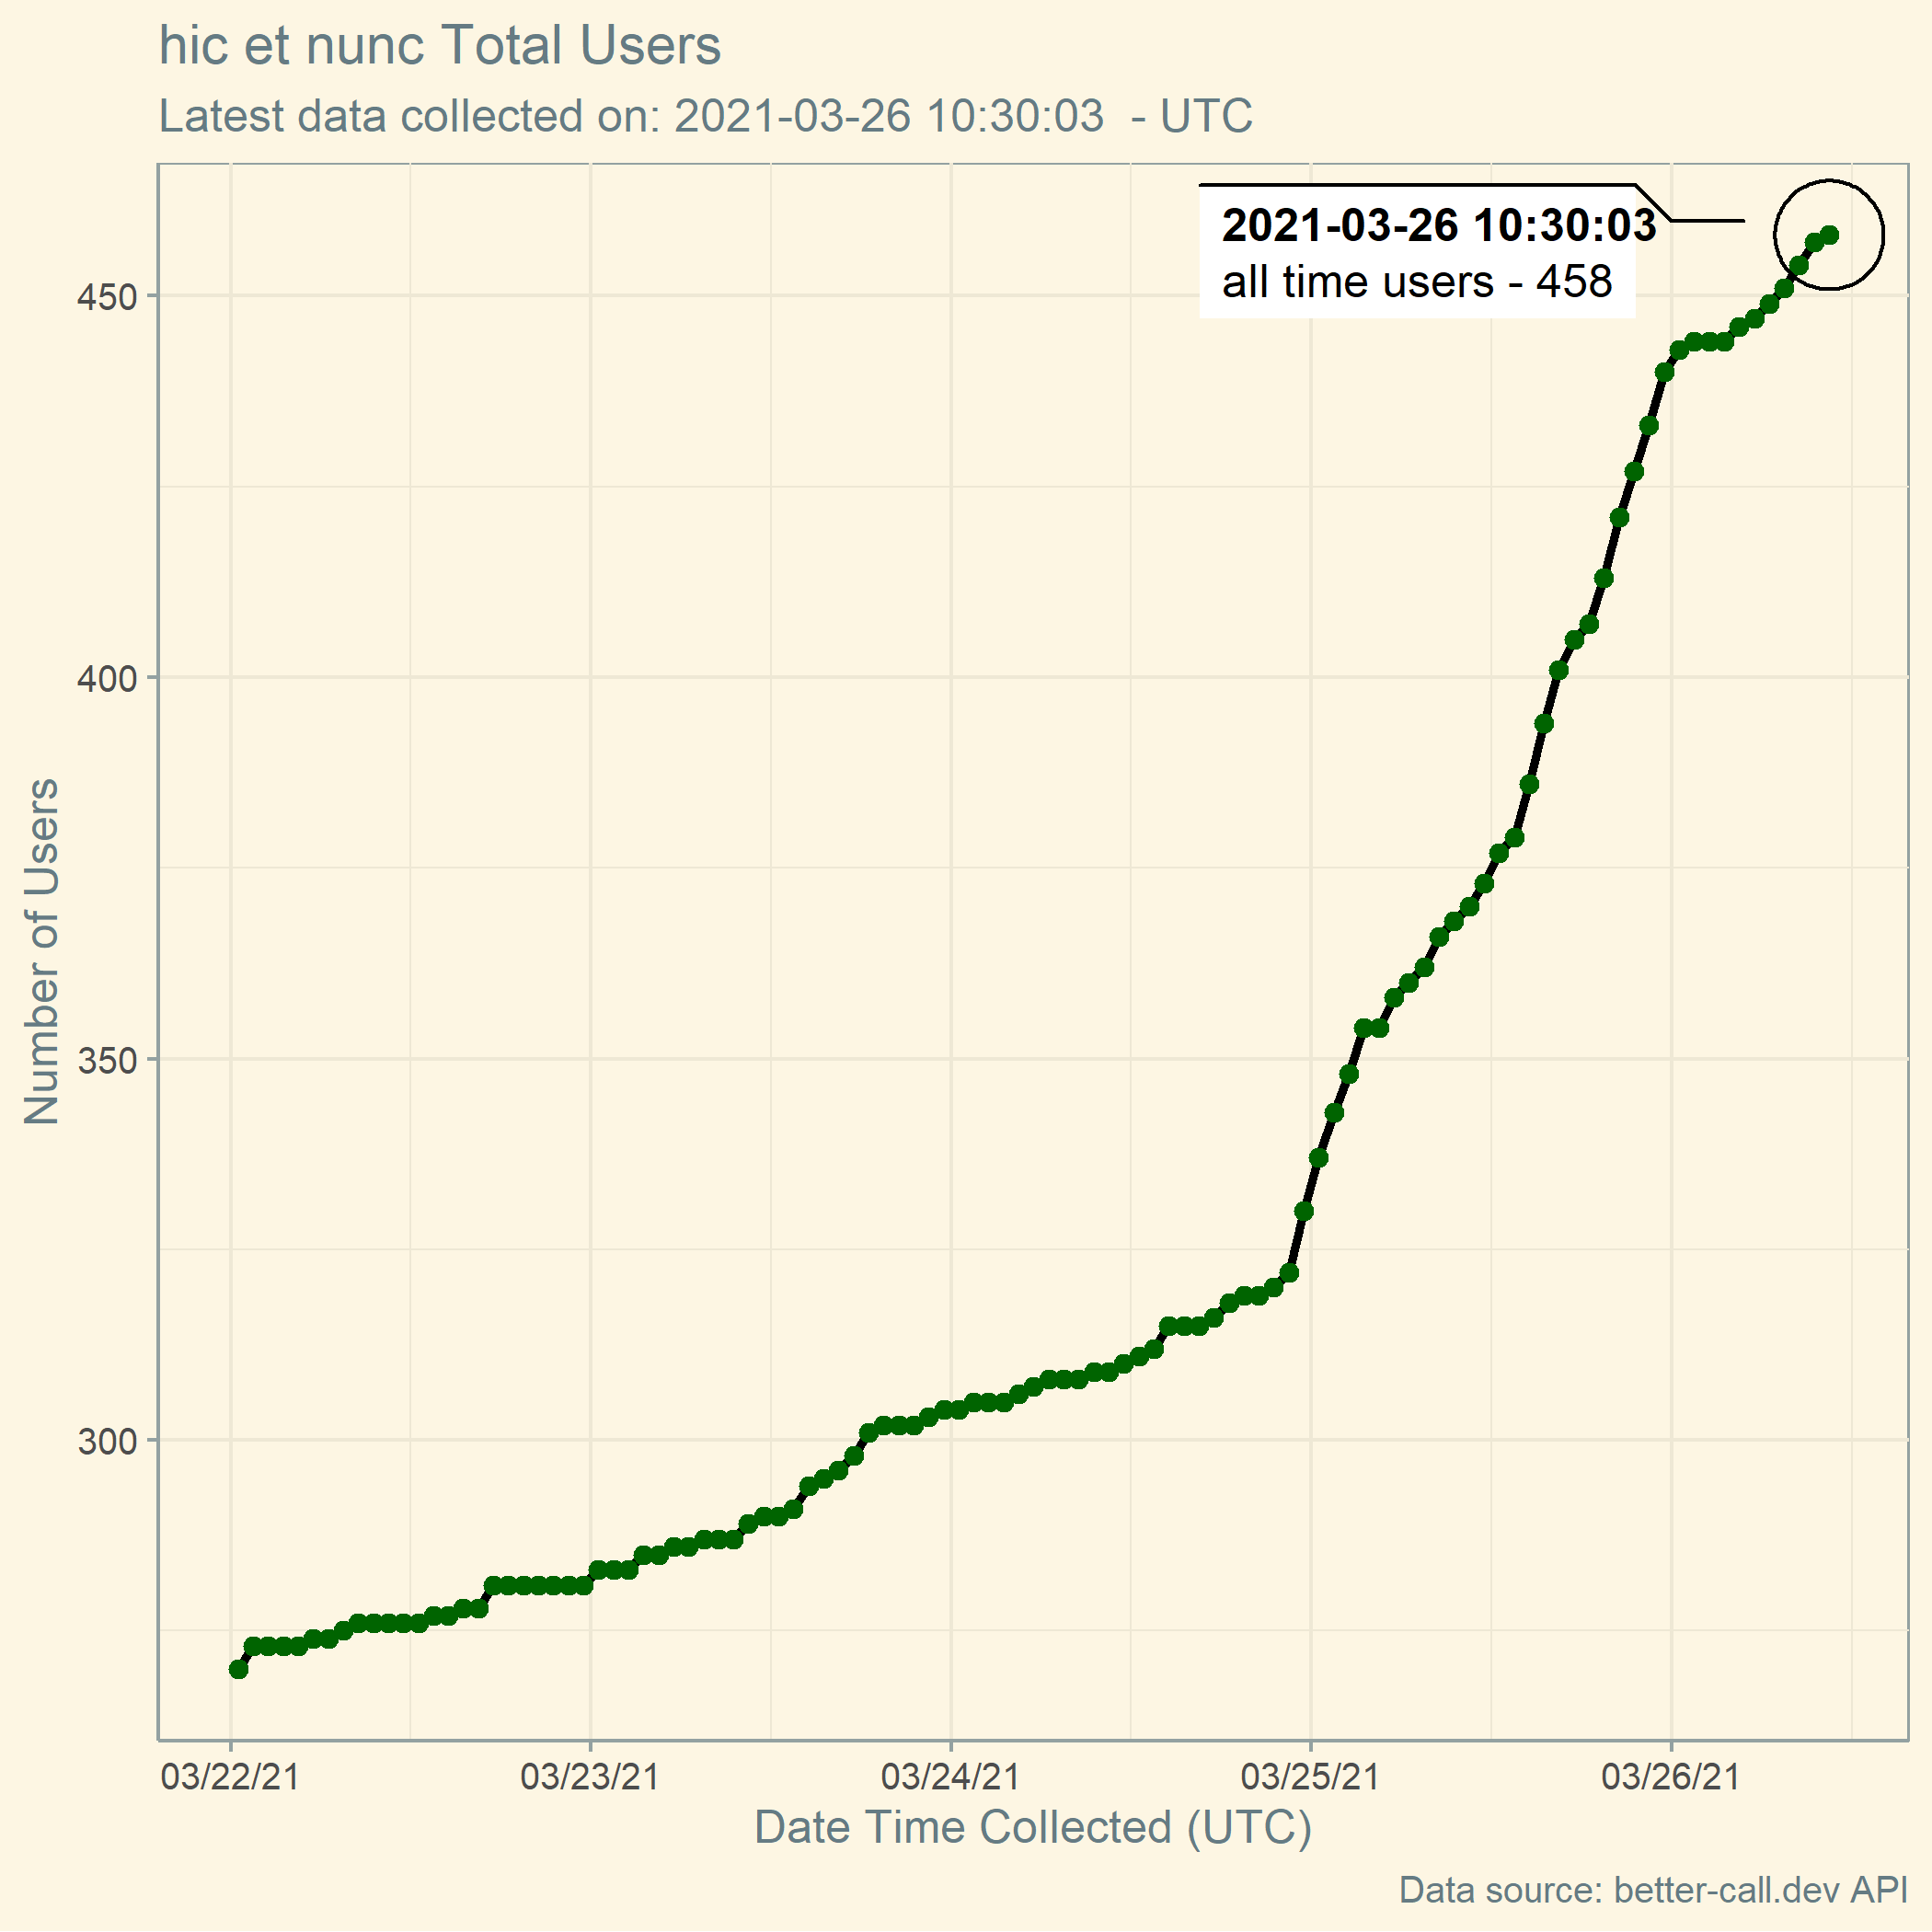 hic et nunc Total Users
Latest data collected on: 2021-03-26 10:30:03  - UTC
2021-03-26 10:30:03
all time users - 458
450
400
350
300
Number of Users
03/22/21
03/23/21
03/24/21
03/25/21
03/26/21
Date Time Collected (UTC)
Data source: better-call.dev API